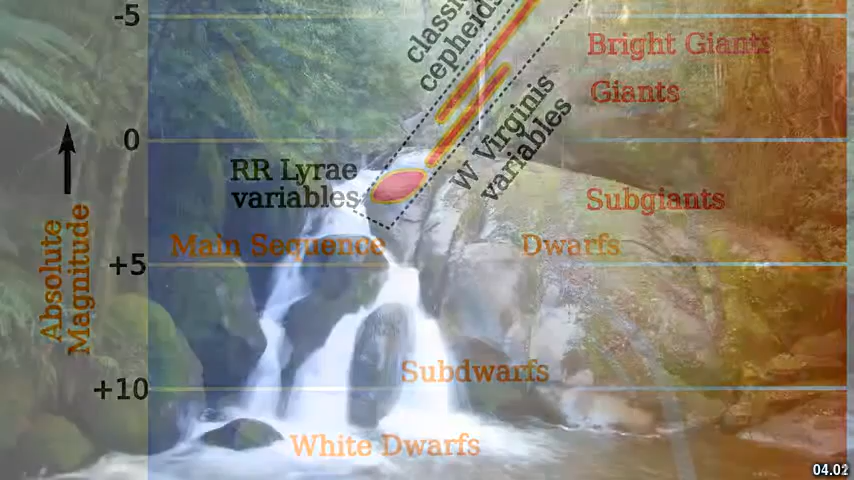 -5
classic
cepheids
Bright Giants
Giants
0
W Virginis
variables
RR Lyrae
variables
Subgiants
Absolute
Magnitude
Main Sequence
Dwarfs
+5
Subdwarfs
+10
White Dwarfs
04.02